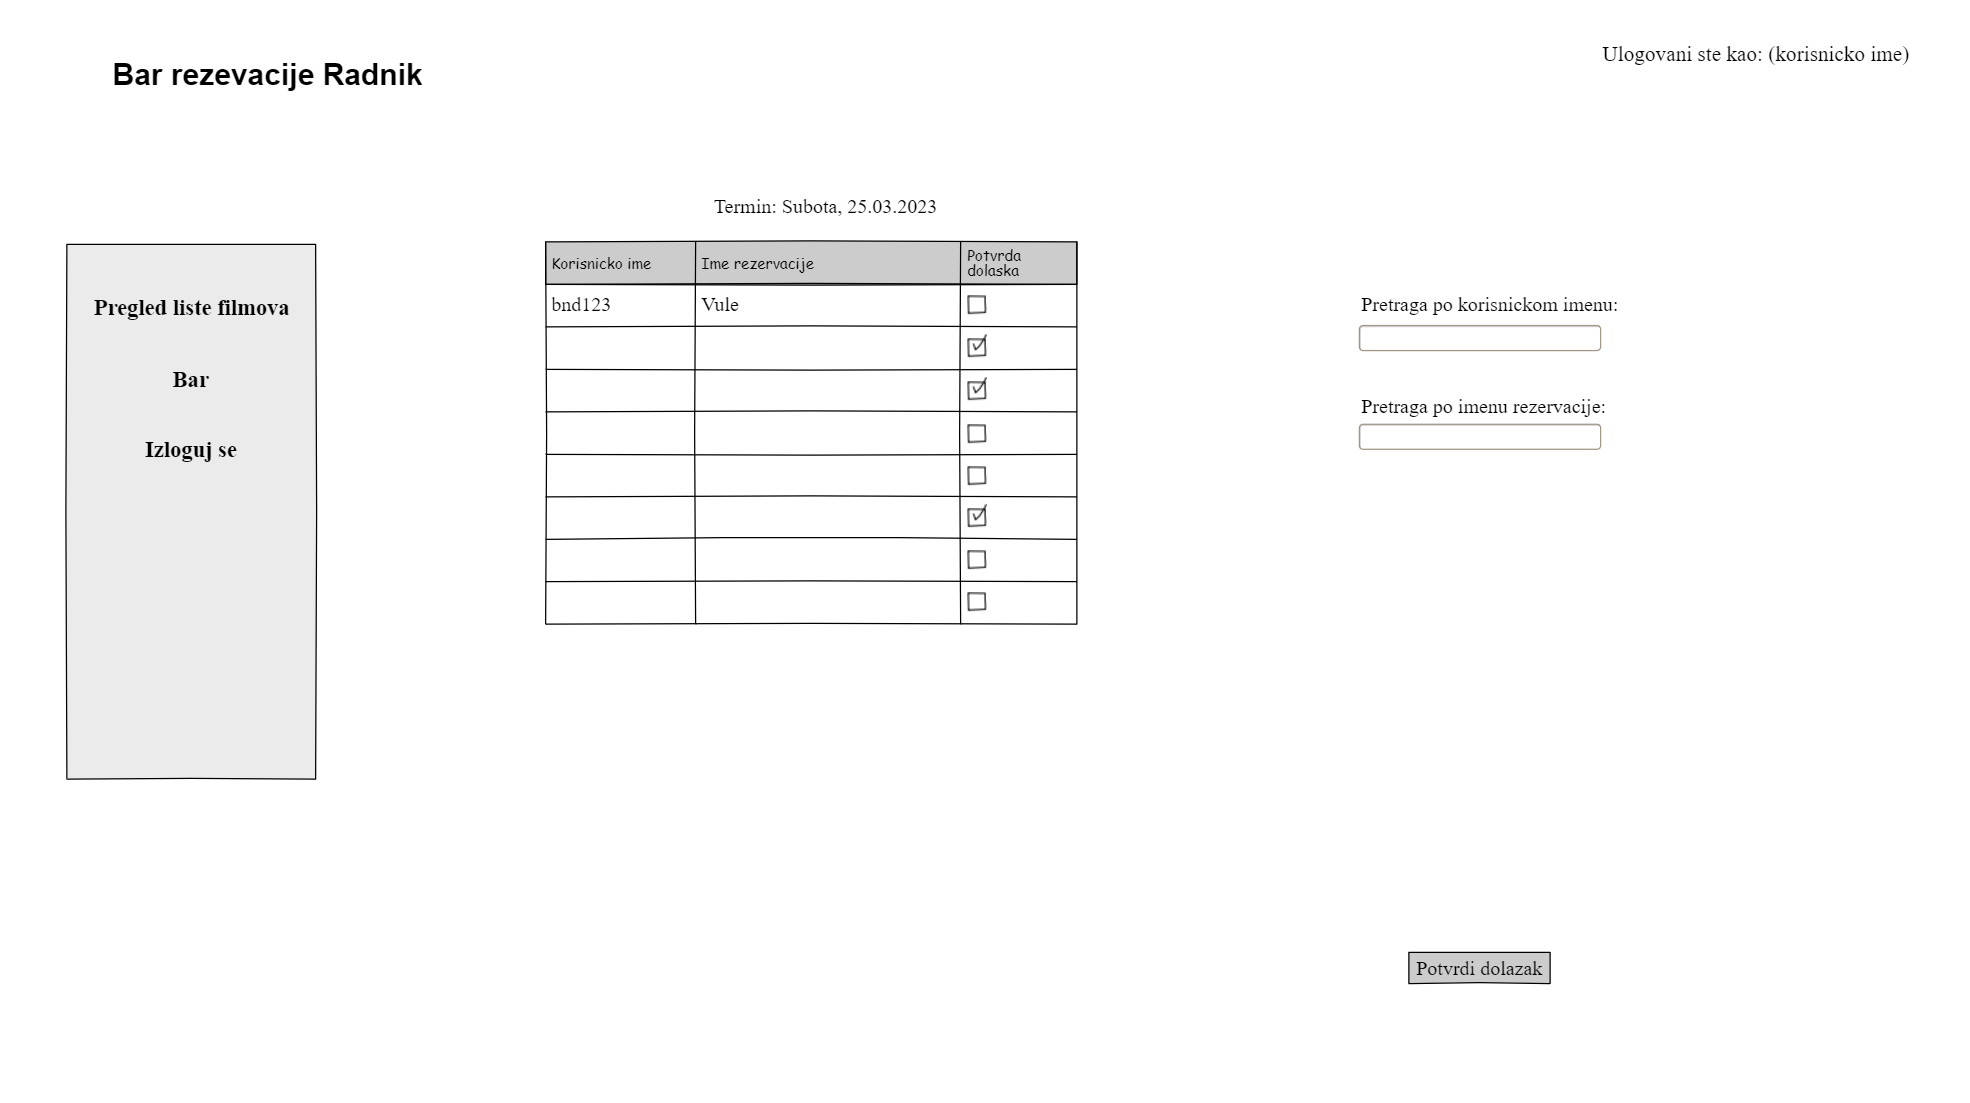 Bar rezevacije Radnik
Ulogovani ste kao: (korisnicko ime)
Pregled liste filmova
Bar
Izloguj se
Termin: Subota, 25.03.2023
Korisnicko ime
Ime rezervacije
Potvrda
dolaska
bnd123
Vule
Pretraga po korisnickom imenu:
Pretraga po imenu rezervacije:
Potvrdi dolazak